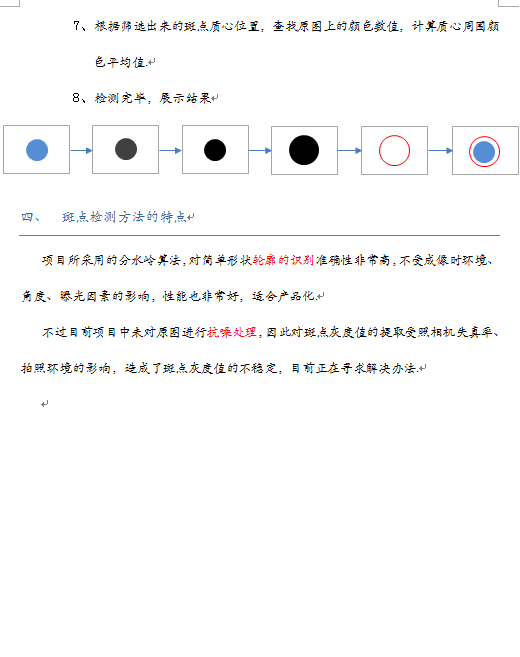 7、根据筛选出来的斑点质心位置，查找原图上的颜色数值，计算质心周围颜
色平均值.
8、检测完毕，展示结果
四、 斑点检测方法的特点
项目所采用的分水岭算法,对简单形状轮廓的识别准确性非常高,不受成像时环境、
角度、曝光因素的影响，性能也非常好，适合产品化.
不过目前项目中未对原图进行抗噪处理,因此对斑点灰度值的提取受照相机失真率、
拍照环境的影响，造成了斑点灰度值的不稳定，目前正在寻求解决办法.